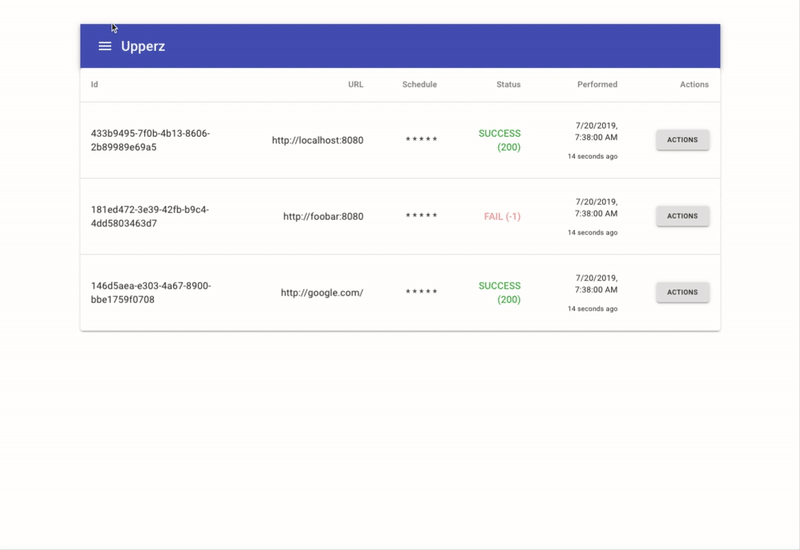 Upperz
Id URL Schedule Status Performed Actions
433b9495-7f0b-4b13-8606-
2b89989e69a5
http://localhost:8080
* * * * *
SUCCESS
(200)
7/20/2019,
7:38:00 AM
14 seconds ago
ACTIONS
181ed472-3e39-42fb-b9c4-
4dd5803463d7
http://foobar:8080
* * * * *
FAIL (-1)
7/20/2019,
7:38:00 AM
14 seconds ago
ACTIONS
146d5aea-e303-4a67-8900-
bbe1759f0708
http://google.com/
* * * * *
SUCCESS
(200)
7/20/2019,
7:38:00 AM
14 seconds ago
ACTIONS